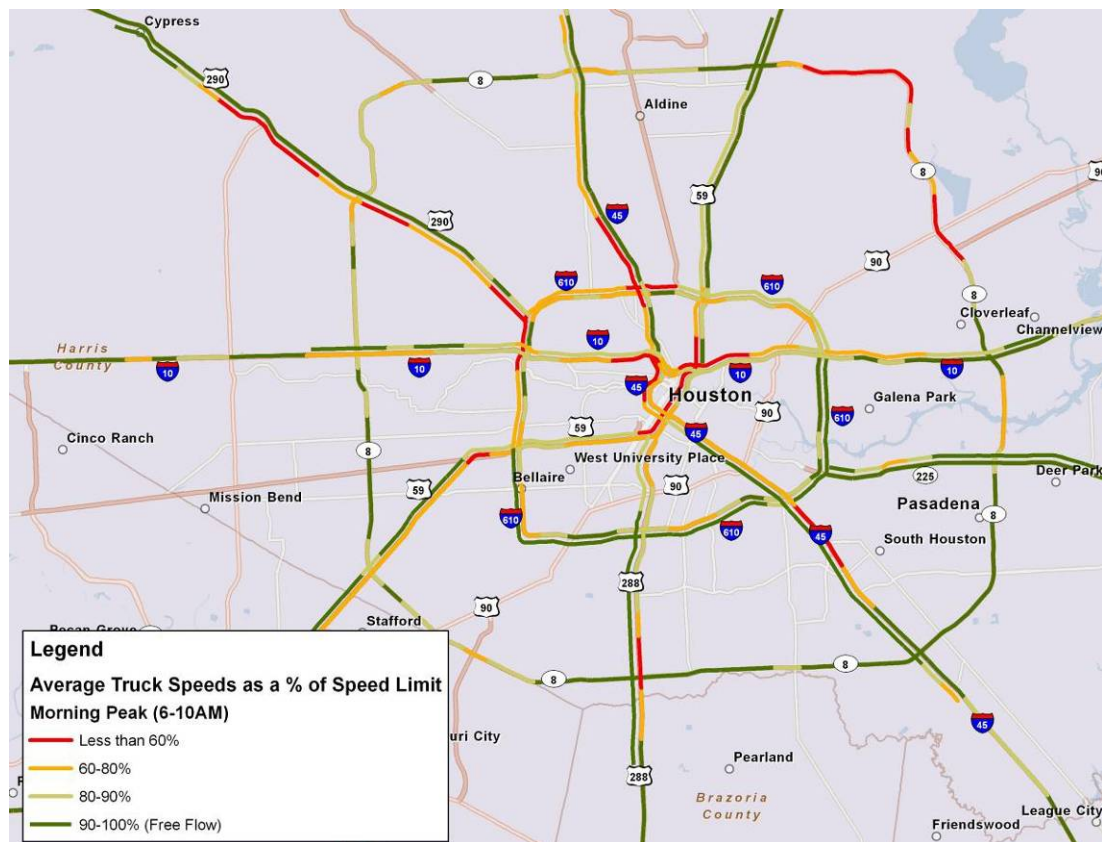 Cypress
290
8
Aldine
59
8
45
290
90
610
610
90
8
Cloverleaf
Channelview
Harris
County
10
10
10
45
10
Houston
Galena Park
90
610
59
45
Cinco Ranch
8
West University Place
59
Bellaire
90
225
Deer Park
Mission Bend
Pasadena
8
610
610
45
South Houston
288
90
Stafford
8
8
45
uri City
Pearland
288
Brazoria
County
League City
Friendswood
Legend
Average Truck Speeds as a % of Speed Limit
Morning Peak (6-10AM)
Less than 60%
60-80%
80-90%
90-100% (Free Flow)